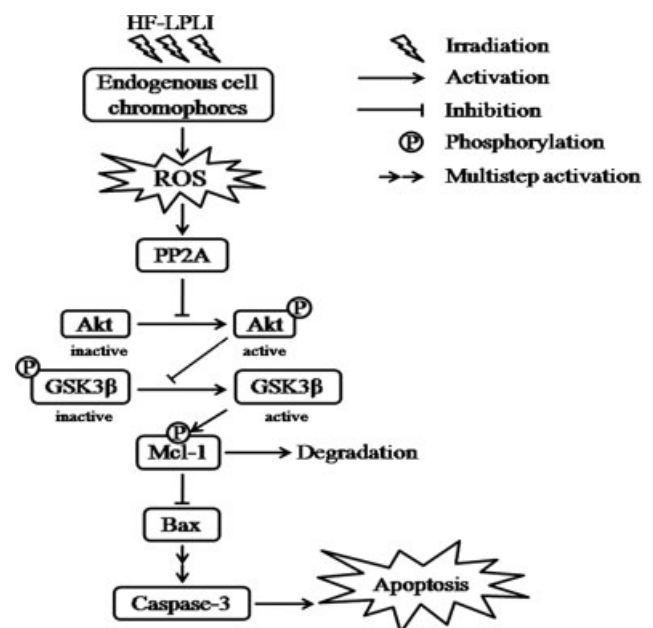 HF-LPLI
Endogenous cell
chromophores
ROS
PP2A
Akt
inactive
Akt
P
active
P
GSK3β
inactive
GSK3β
active
P
Mcl-1
Degradation
Bax
Caspase-3
Apoptosis
Irradiation
Activation
Inhibition
P Phosphorylation
Multistep activation